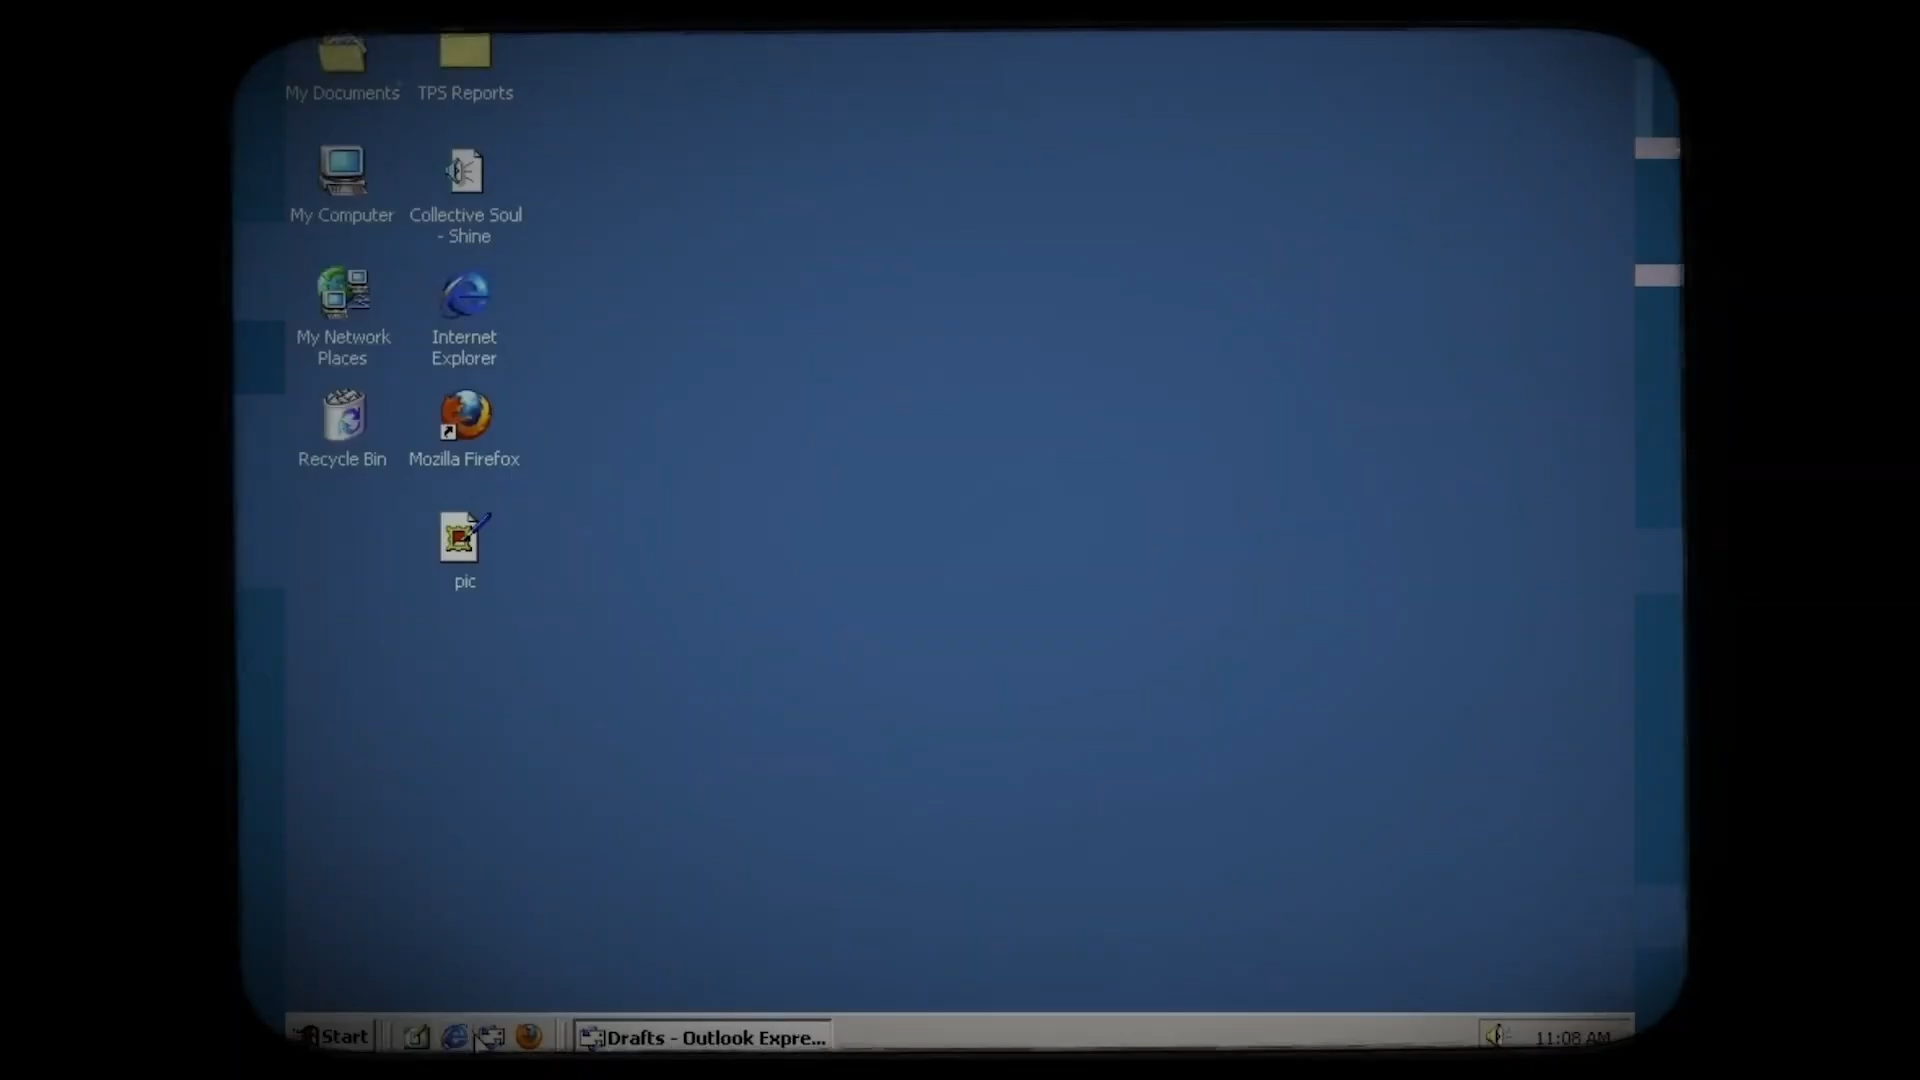 My Documents
TPS Reports
My Computer
Collective Soul
- Shine
My Network
Places
Internet
Explorer
Recycle Bin
Mozilla Firefox
pic
Start
Drafts - Outlook Expre...
11:08 AM